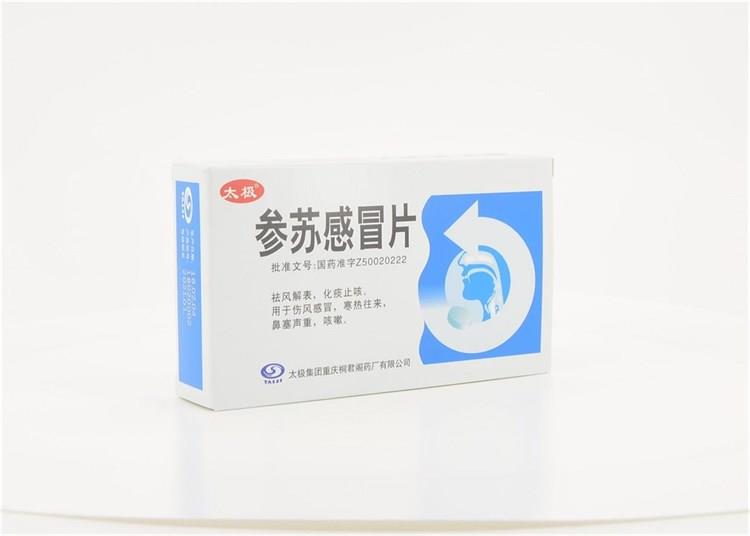 太极®
参苏感冒片
批准文号:国药准字Z50020222
祛风解表，化痰止咳。
用于伤风感冒，寒热往来，
鼻塞声重，咳嗽。
TAIJI
太极集团重庆桐君阁药厂有限公司